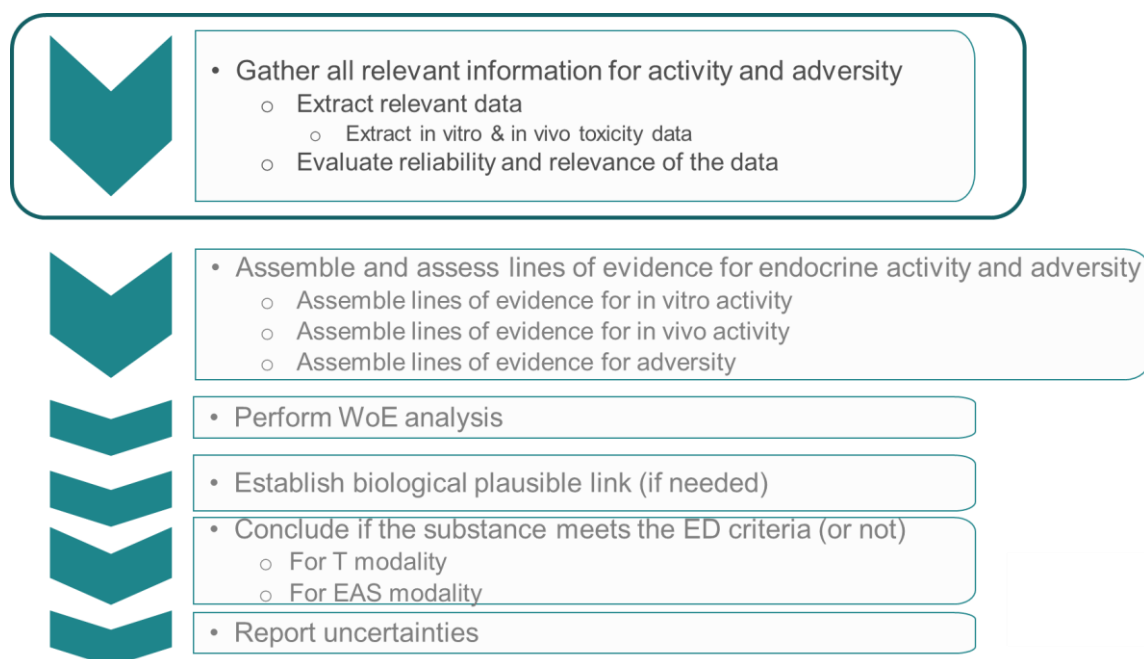 • Gather all relevant information for activity and adversity
o Extract relevant data
o Extract in vitro & in vivo toxicity data
o Evaluate reliability and relevance of the data
• Assemble and assess lines of evidence for endocrine activity and adversity
o Assemble lines of evidence for in vitro activity
o Assemble lines of evidence for in vivo activity
o Assemble lines of evidence for adversity
• Perform WoE analysis
• Establish biological plausible link (if needed)
• Conclude if the substance meets the ED criteria (or not)
o For T modality
o For EAS modality
• Report uncertainties